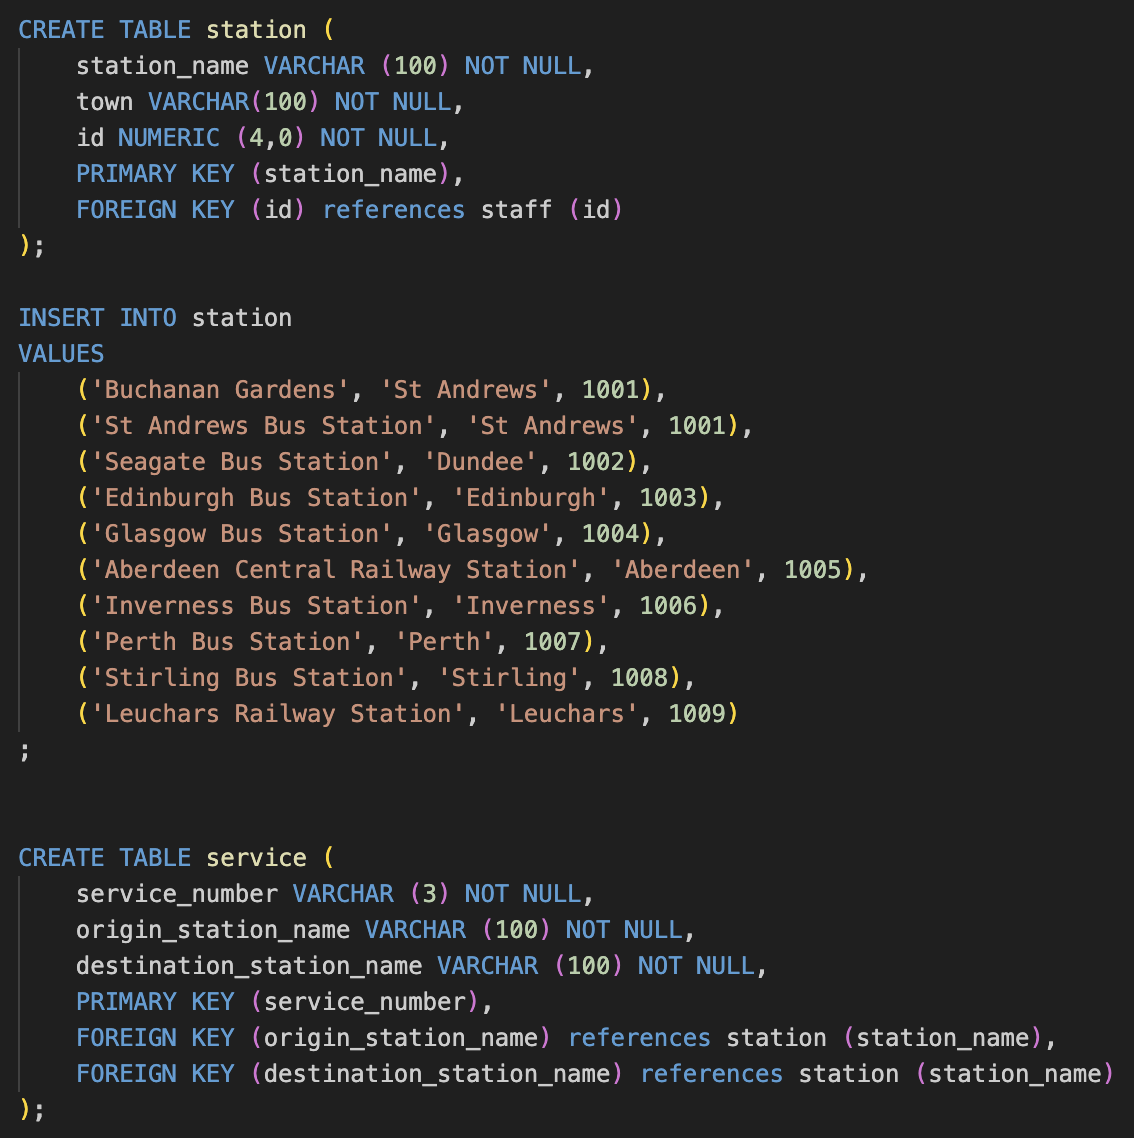 CREATE TABLE station (
    station_name VARCHAR (100) NOT NULL,
    town VARCHAR(100) NOT NULL,
    id NUMERIC (4,0) NOT NULL,
    PRIMARY KEY (station_name),
    FOREIGN KEY (id) references staff (id)
);

INSERT INTO station
VALUES
    ('Buchanan Gardens', 'St Andrews', 1001),
    ('St Andrews Bus Station', 'St Andrews', 1001),
    ('Seagate Bus Station', 'Dundee', 1002),
    ('Edinburgh Bus Station', 'Edinburgh', 1003),
    ('Glasgow Bus Station', 'Glasgow', 1004),
    ('Aberdeen Central Railway Station', 'Aberdeen', 1005),
    ('Inverness Bus Station', 'Inverness', 1006),
    ('Perth Bus Station', 'Perth', 1007),
    ('Stirling Bus Station', 'Stirling', 1008),
    ('Leuchars Railway Station', 'Leuchars', 1009)
;

CREATE TABLE service (
    service_number VARCHAR (3) NOT NULL,
    origin_station_name VARCHAR (100) NOT NULL,
    destination_station_name VARCHAR (100) NOT NULL,
    PRIMARY KEY (service_number),
    FOREIGN KEY (origin_station_name) references station (station_name),
    FOREIGN KEY (destination_station_name) references station (station_name)
);